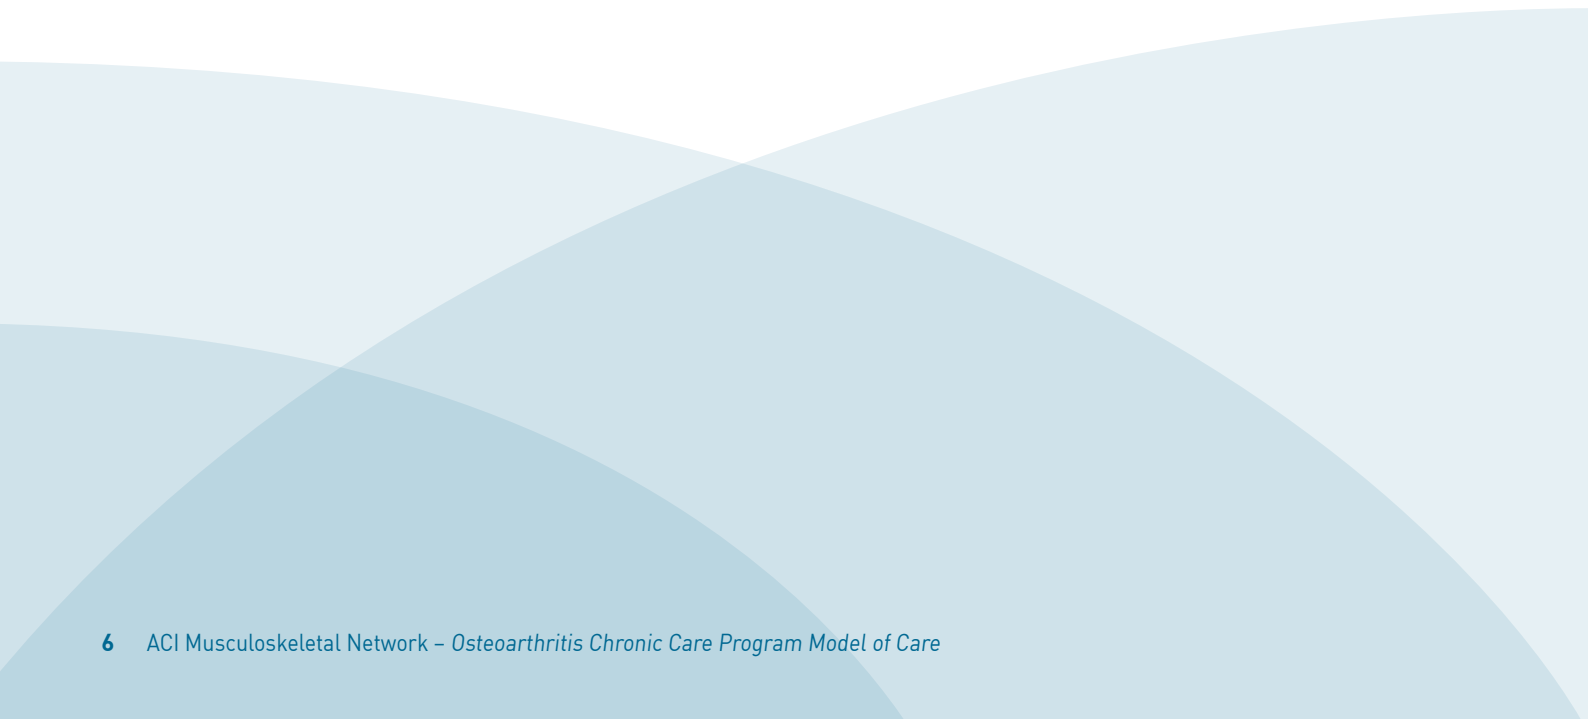 6 ACI Musculoskeletal Network – Osteoarthritis Chronic Care Program Model of Care